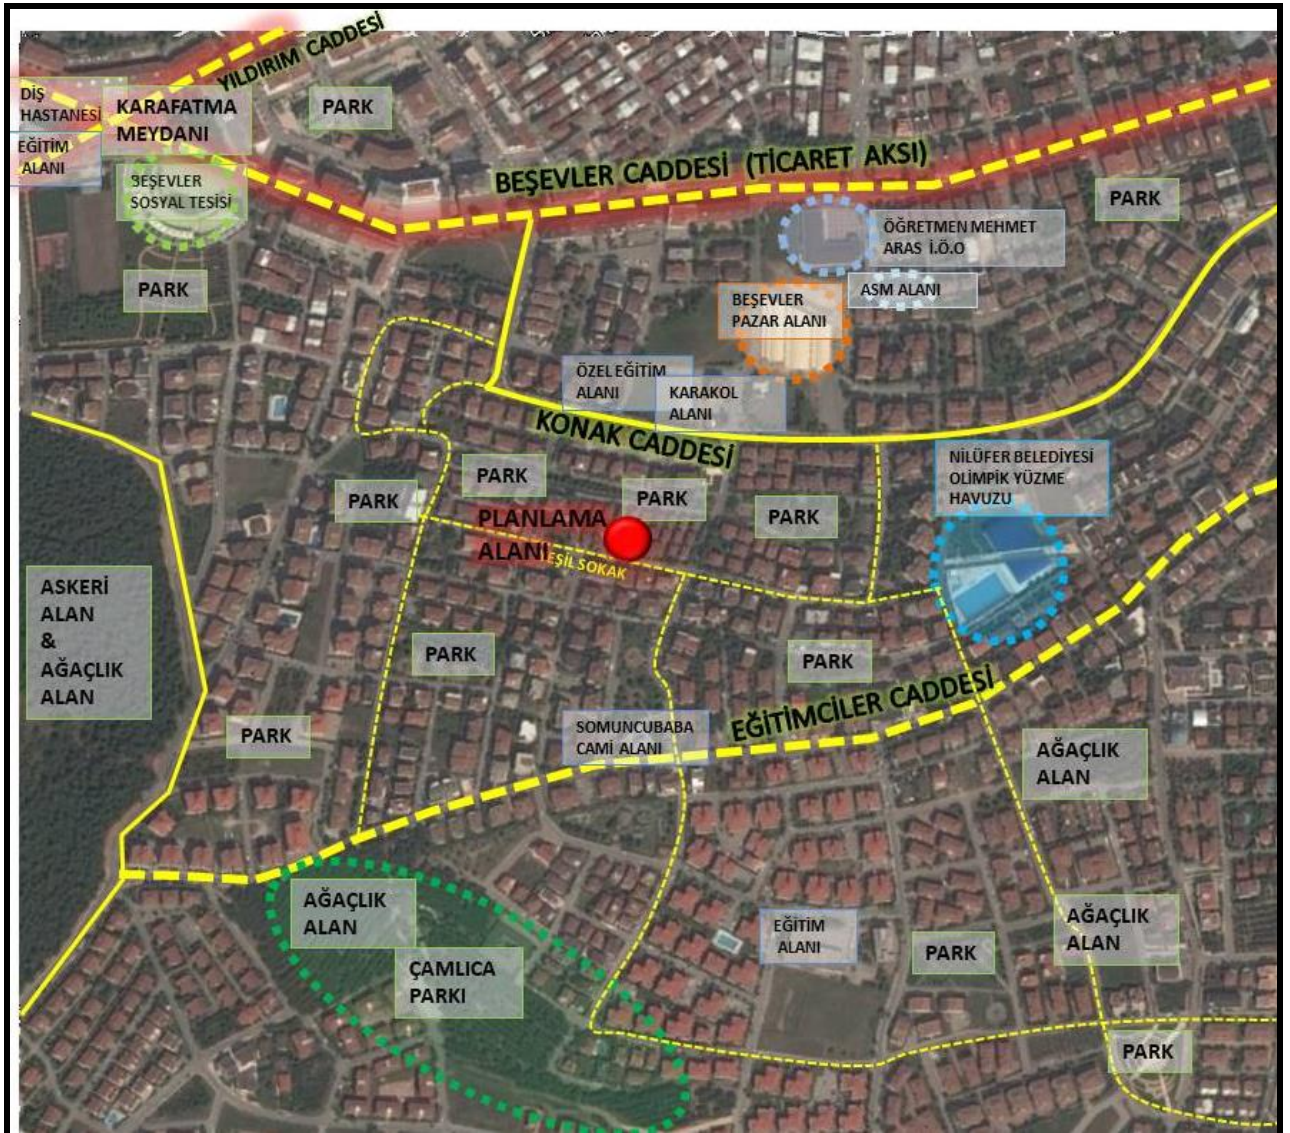 YILDIRIM CADDESİ
DİŞ
HASTANESİ
KARAFATMA
MEYDANI
PARK
EĞİTİM
ALANI
BEŞEVLER
SOSYAL TESİSİ
BEŞEVLER CADDESİ (TİCARET AKSI)
PARK
ÖĞRETMEN MEHMET
ARAS İ.Ö.O
PARK
ASM ALANI
BEŞEVLER
PAZAR ALANI
ÖZEL EĞİTİM
ALANI
KARAKOL
ALANI
KONAK CADDESİ
NİLÜFER BELEDİYESİ
OLİMPİK YÜZME
HAVUZU
PARK
PARK
PARK
PARK
PLANLAMA
ALANI
EŞİL SOKAK
ASKERİ
ALAN
&
AĞAÇLIK
ALAN
PARK
PARK
EĞİTİMCİLER CADDESİ
PARK
SOMUNCUBABA
CAMİ ALANI
AĞAÇLIK
ALAN
AĞAÇLIK
ALAN
ÇAMLICA
PARKI
EĞİTİM
ALANI
PARK
AĞAÇLIK
ALAN
PARK